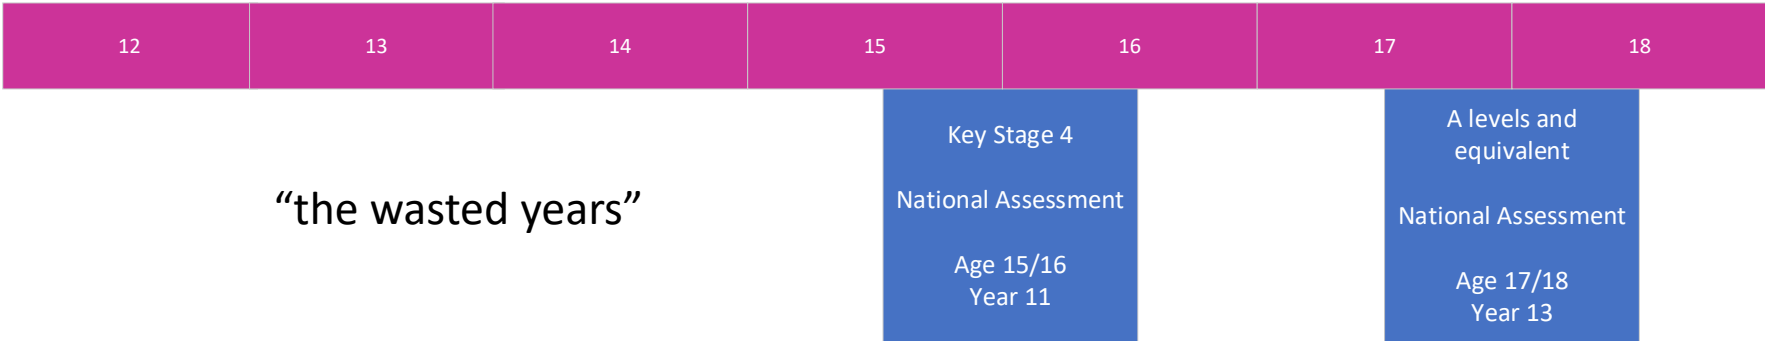 12 13 14 15 16 17 18
“the wasted years”
Key Stage 4
National Assessment
Age 15/16
Year 11
A levels and
equivalent
National Assessment
Age 17/18
Year 13